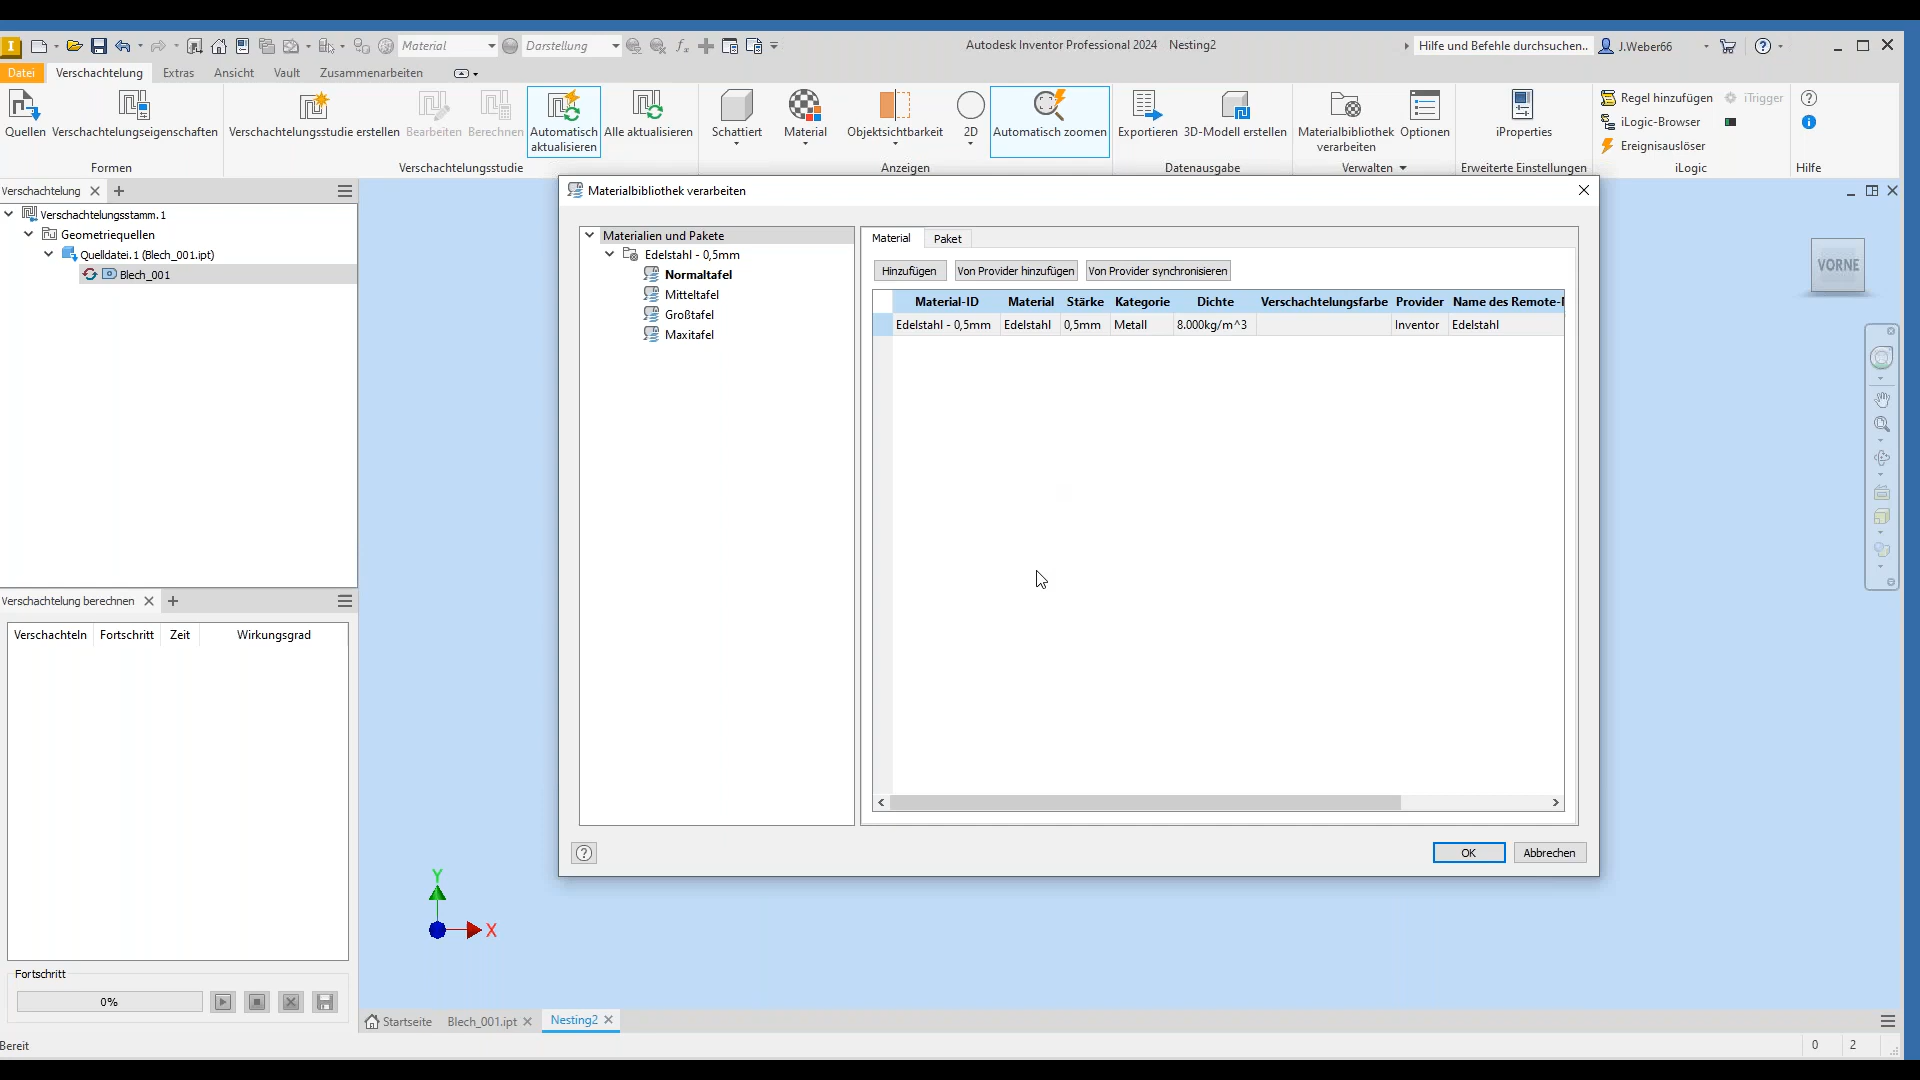 Material
Darstellung
Autodesk Inventor Professional 2024 Nesting2
Hilfe und Befehle durchsuchen..
J.Weber66
Datei
Verschachtelung
Extras
Ansicht
Vault
Zusammenarbeiten
Quellen
Verschachtelungseigenschaften
Verschachtelungsstudie erstellen
Bearbeiten
Berechnen
Automatisch
aktualisieren
Alle aktualisieren
Schattiert
Material
Objektsichtbarkeit
2D
Automatisch zoomen
Exportieren
3D-Modell erstellen
Materialbibliothek
verarbeiten
Optionen
iProperties
Regel hinzufügen
iTrigger
iLogic-Browser
Ereignisauslöser
Formen
Verschachtelungsstudie
Anzeigen
Datenausgabe
Verwalten
Erweiterte Einstellungen
iLogic
Hilfe
Verschachtelung
Verschachtelungsstamm.1
Geometriequellen
Quelldatei.1 (Blech_001.ipt)
Blech_001
Materialbibliothek verarbeiten
Materialien und Pakete
Edelstahl - 0,5mm
Normaltafel
Mitteltafel
Großtafel
Maxitafel
Material
Paket
Hinzufügen
Von Provider hinzufügen
Von Provider synchronisieren
Material-ID Material Stärke Kategorie Dichte Verschachtelungsfarbe Provider Name des Remote-
Edelstahl - 0,5mm Edelstahl 0,5mm Metall 8.000kg/m^3 Inventor Edelstahl
OK
Abbrechen
VORNE
Verschachtelung berechnen
Verschachteln Fortschritt Zeit Wirkungsgrad
Fortschritt
0%
Y
X
Startseite
Blech_001.ipt
Nesting2
Bereit
0
2